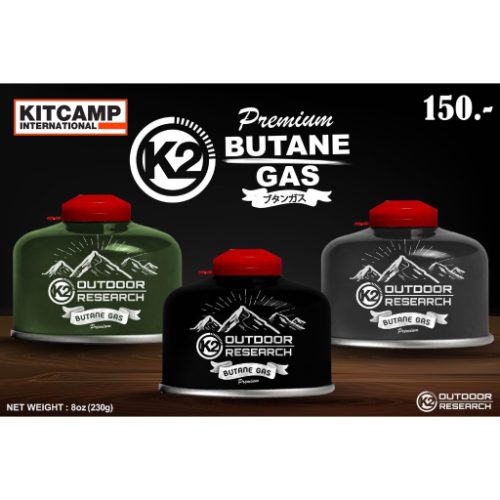 KITCAMP
INTERNATIONAL
K2
Premium
BUTANE
GAS
ブタンガス
150.-
K2 OUTDOOR
RESEARCH
BUTANE GAS
Premium
K2 OUTDOOR
RESEARCH
BUTANE GAS
Premium
K2 OUTDOOR
RESEARCH
BUTANE GAS
Premium
NET WEIGHT : 8oz (230g)
K2 OUTDOOR
RESEARCH